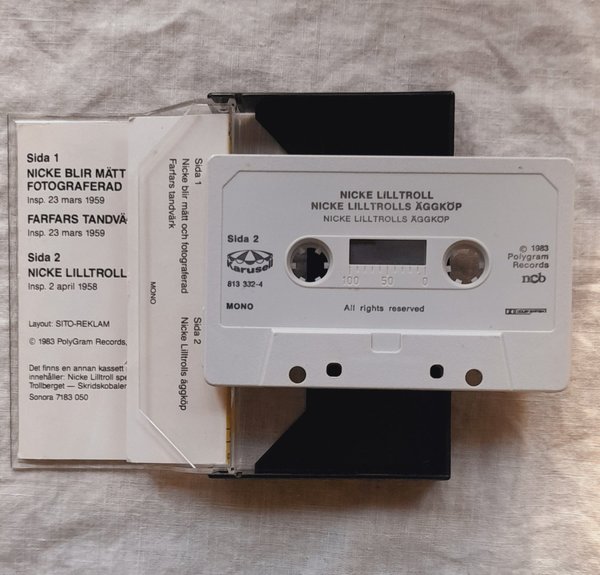 Sida 1
NICKE BLIR MÄTT
FOTOGRAFERAD
Insp. 23 mars 1959
FARFARS TANDVÄ
Insp. 23 mars 1959
Sida 2
NICKE LILLTROLL
Insp. 2 april 1958
Layout: SITO-REKLAM
© 1983 PolyGram Records,
Det finns en annan kassett
innehåller: Nicke Lilltroll spe
Trollberget — Skridskobaler
Sonora 7183 050
Sida 1
Nicke blir mätt och fotograferad
Farfars tandvärk
Sida 2
Nicke Lilltrolls äggköp
MONO
NICKE LILLTROLL
NICKE LILLTROLLS ÄGGKÖP
NICKE LILLTROLLS ÄGGKÖP
Sida 2
Karusell
813 332-4
MONO
100 50 0
All rights reserved
© 1983
Polygram
Records
ncb